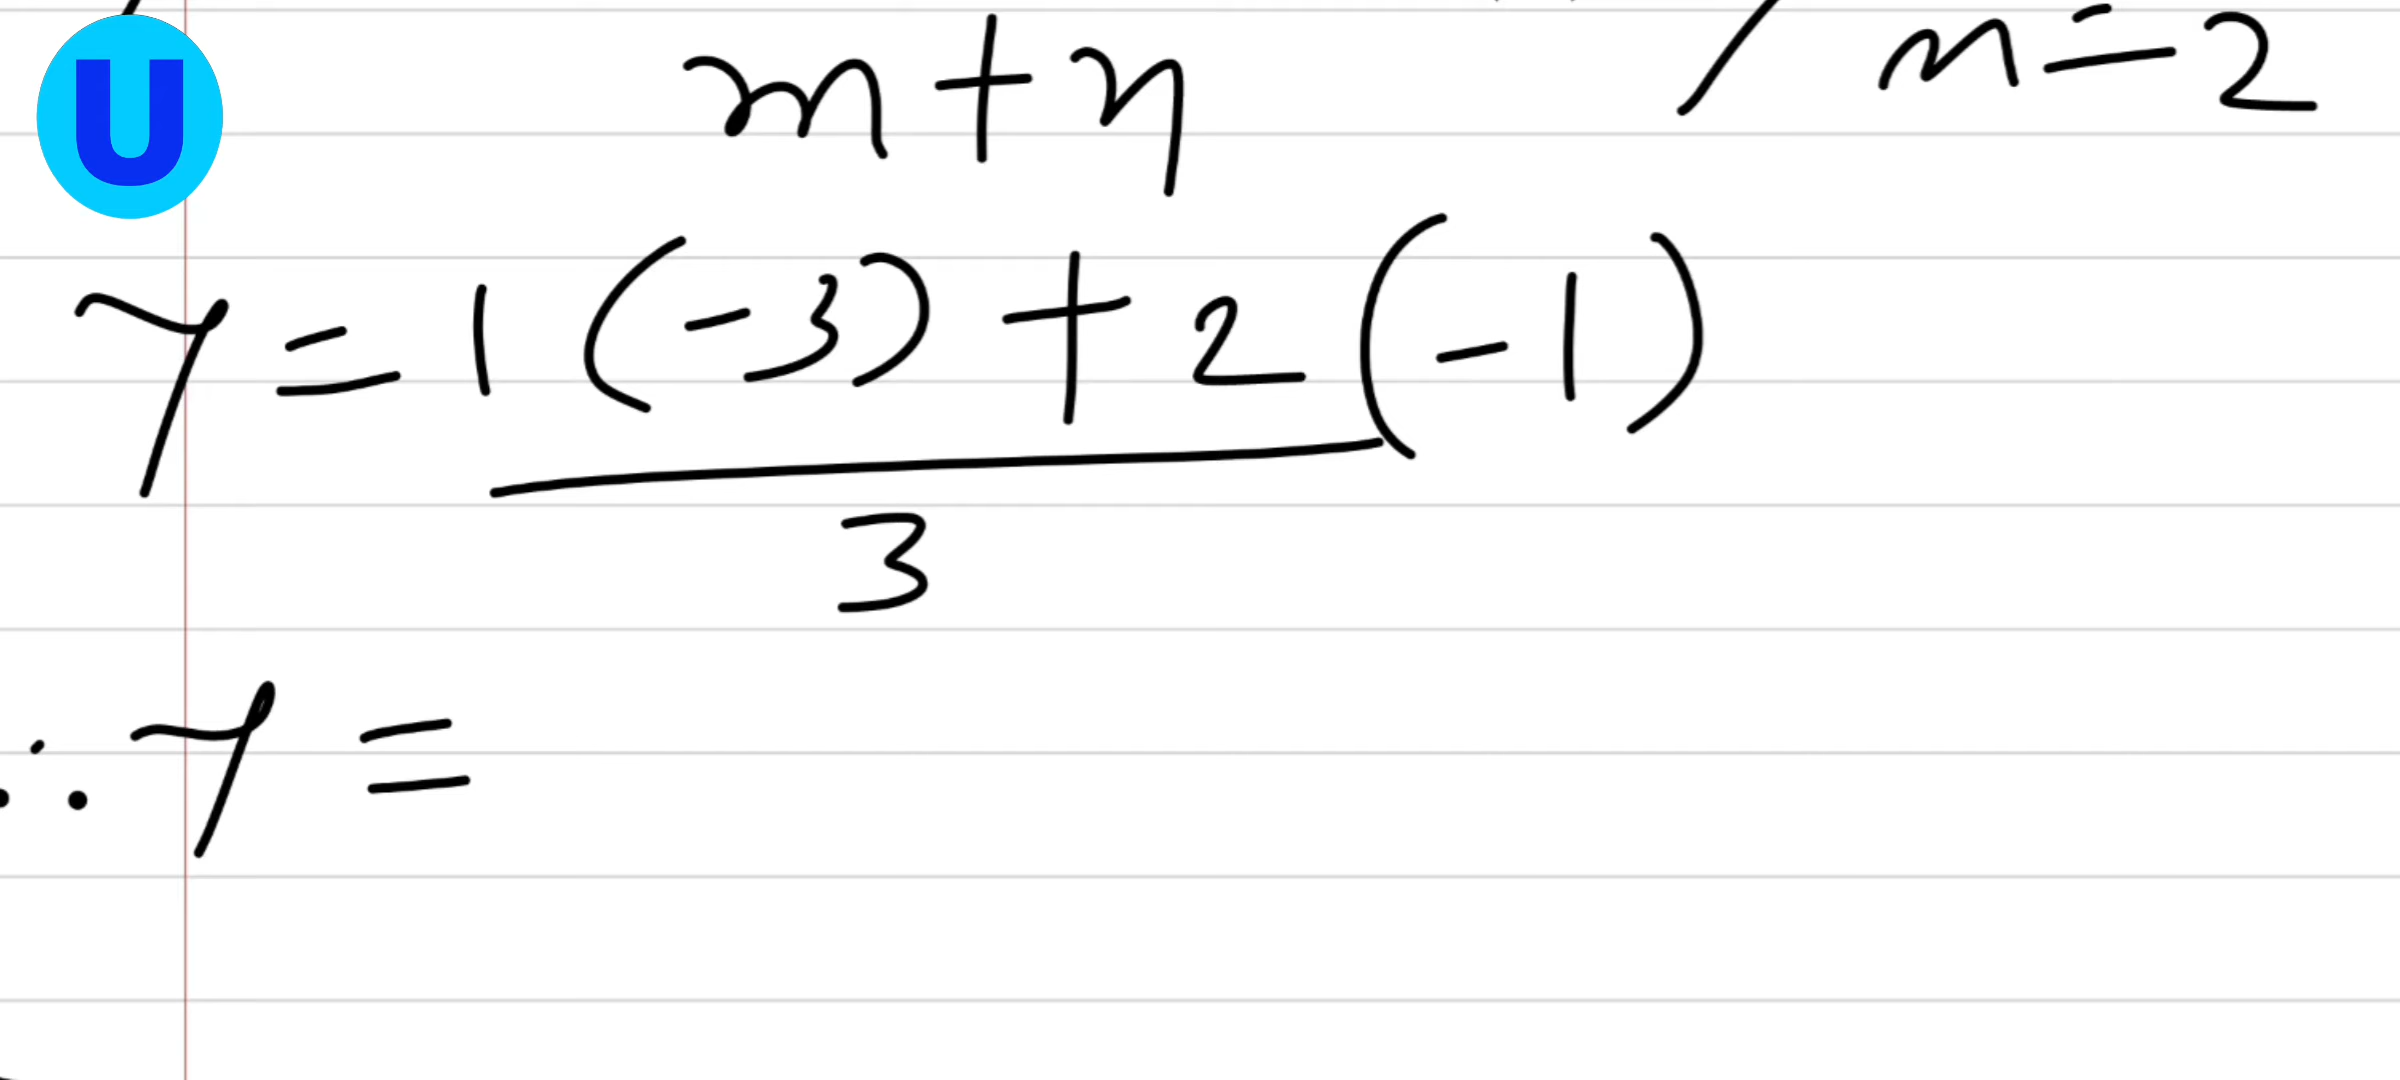 U
m+n
n=2
y=1(-3)+2(-1)
3
∴ y =